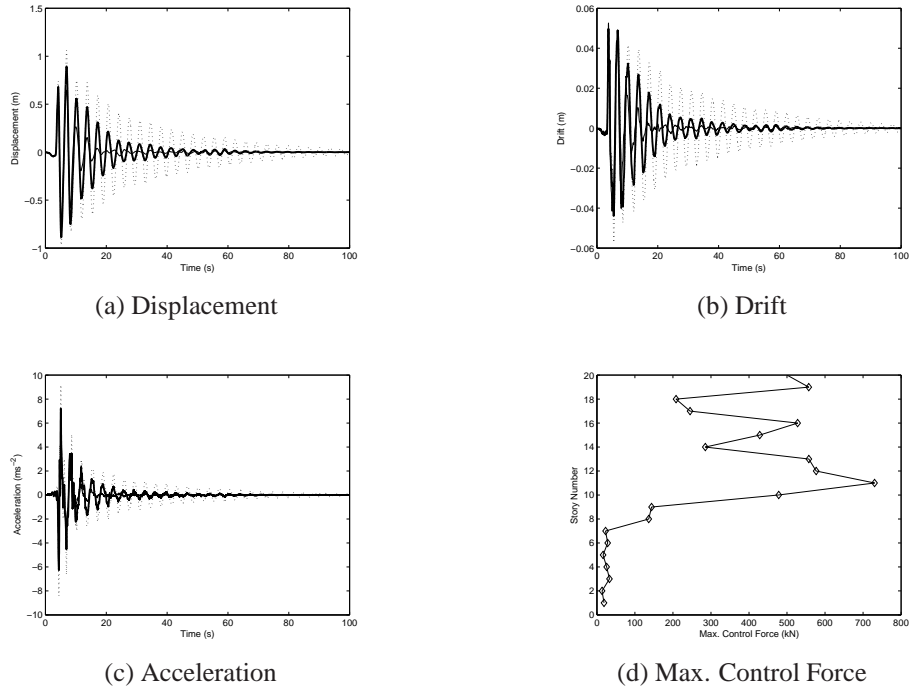 1.5
1
0.5
0
−0.5
−1
0 20 40 60 80 100
Displacement (m)
Time (s)
(a) Displacement
0.06
0.04
0.02
0
−0.02
−0.04
−0.06
0 20 40 60 80 100
Drift (m)
Time (s)
(b) Drift
10
8
6
4
2
0
−2
−4
−6
−8
−10
0 20 40 60 80 100
Acceleration (ms−2)
Time (s)
(c) Acceleration
20
18
16
14
12
10
8
6
4
2
0
0 100 200 300 400 500 600 700 800
Story Number
Max. Control Force (kN)
(d) Max. Control Force